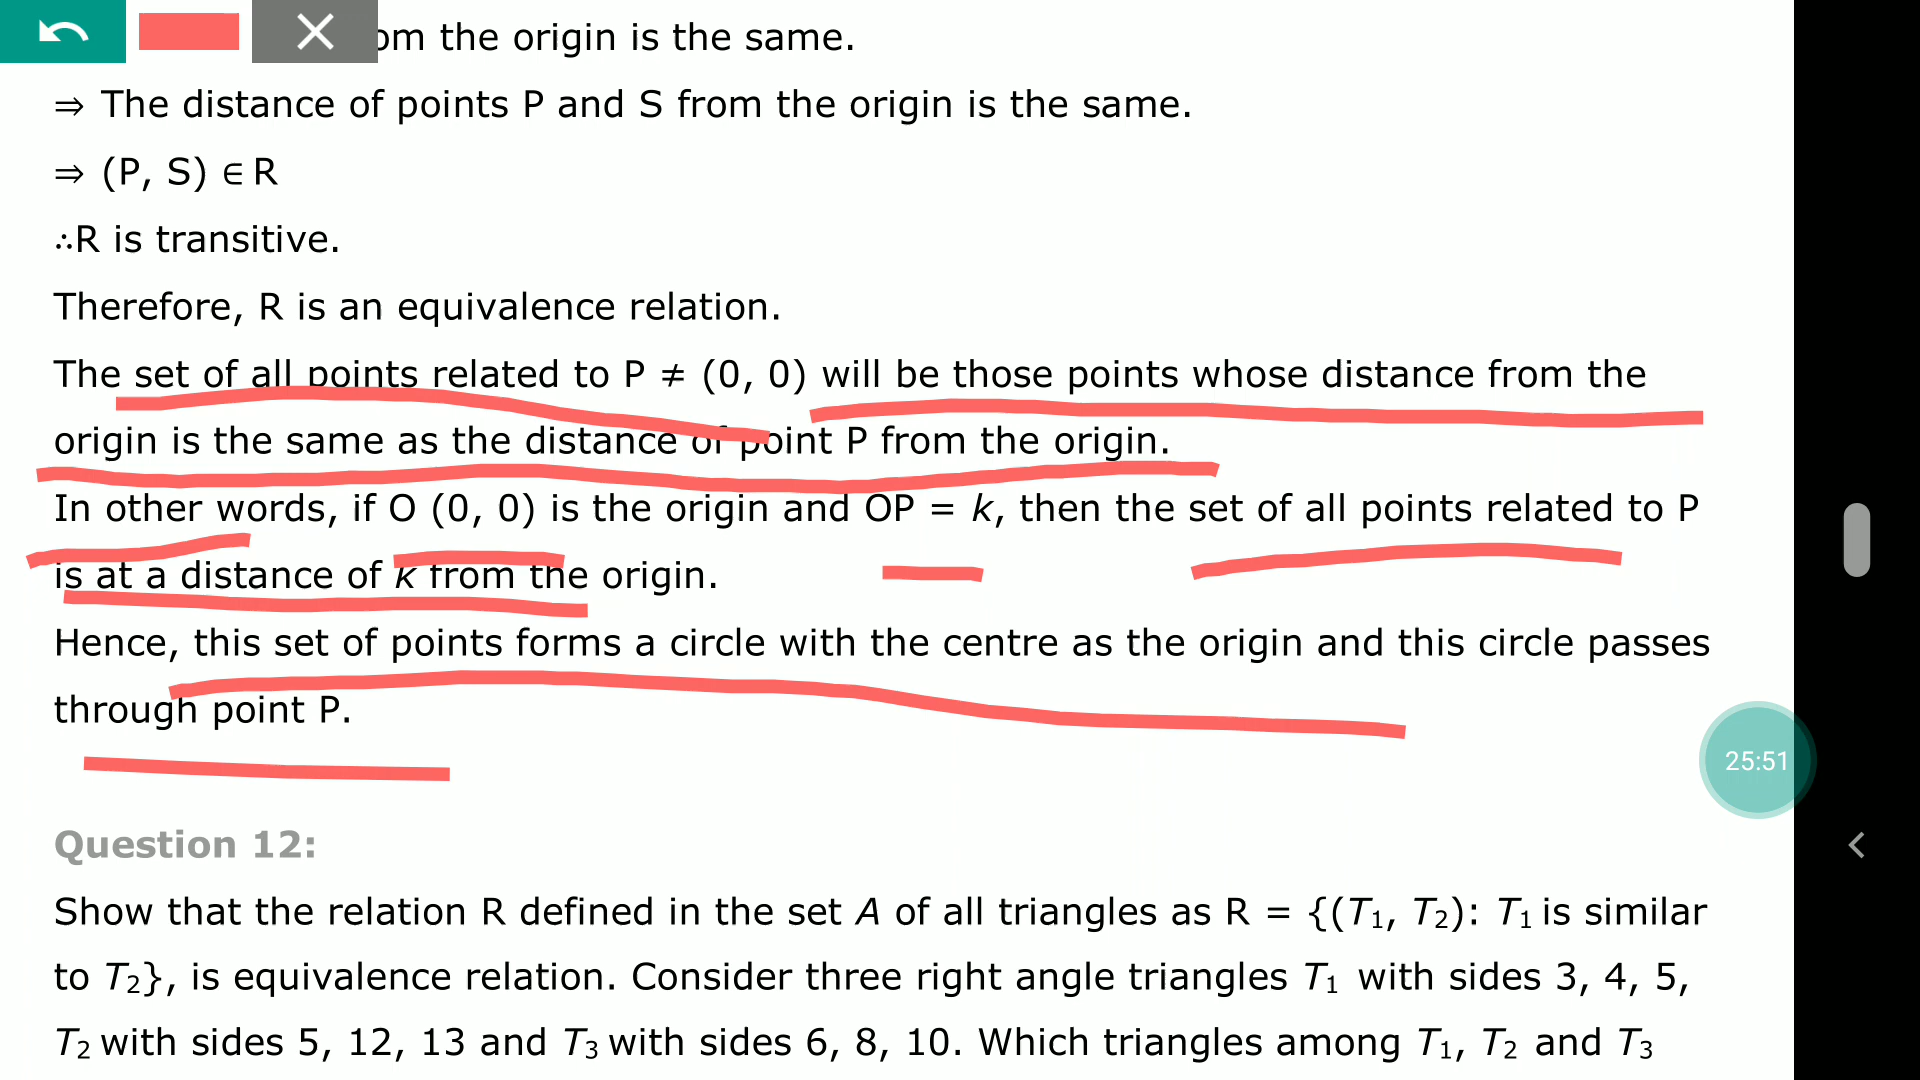 om the origin is the same.
⇒ The distance of points P and S from the origin is the same.
⇒ (P, S) ∈ R
∴R is transitive.
Therefore, R is an equivalence relation.
The set of all points related to P ≠ (0, 0) will be those points whose distance from the
origin is the same as the distance of point P from the origin.
In other words, if O (0, 0) is the origin and OP = k, then the set of all points related to P
is at a distance of k from the origin.
Hence, this set of points forms a circle with the centre as the origin and this circle passes
through point P.
25:51
Question 12:
Show that the relation R defined in the set A of all triangles as R = {(T₁, T₂): T₁ is similar
to T₂}, is equivalence relation. Consider three right angle triangles T₁ with sides 3, 4, 5,
T₂ with sides 5, 12, 13 and T₃ with sides 6, 8, 10. Which triangles among T₁, T₂ and T₃